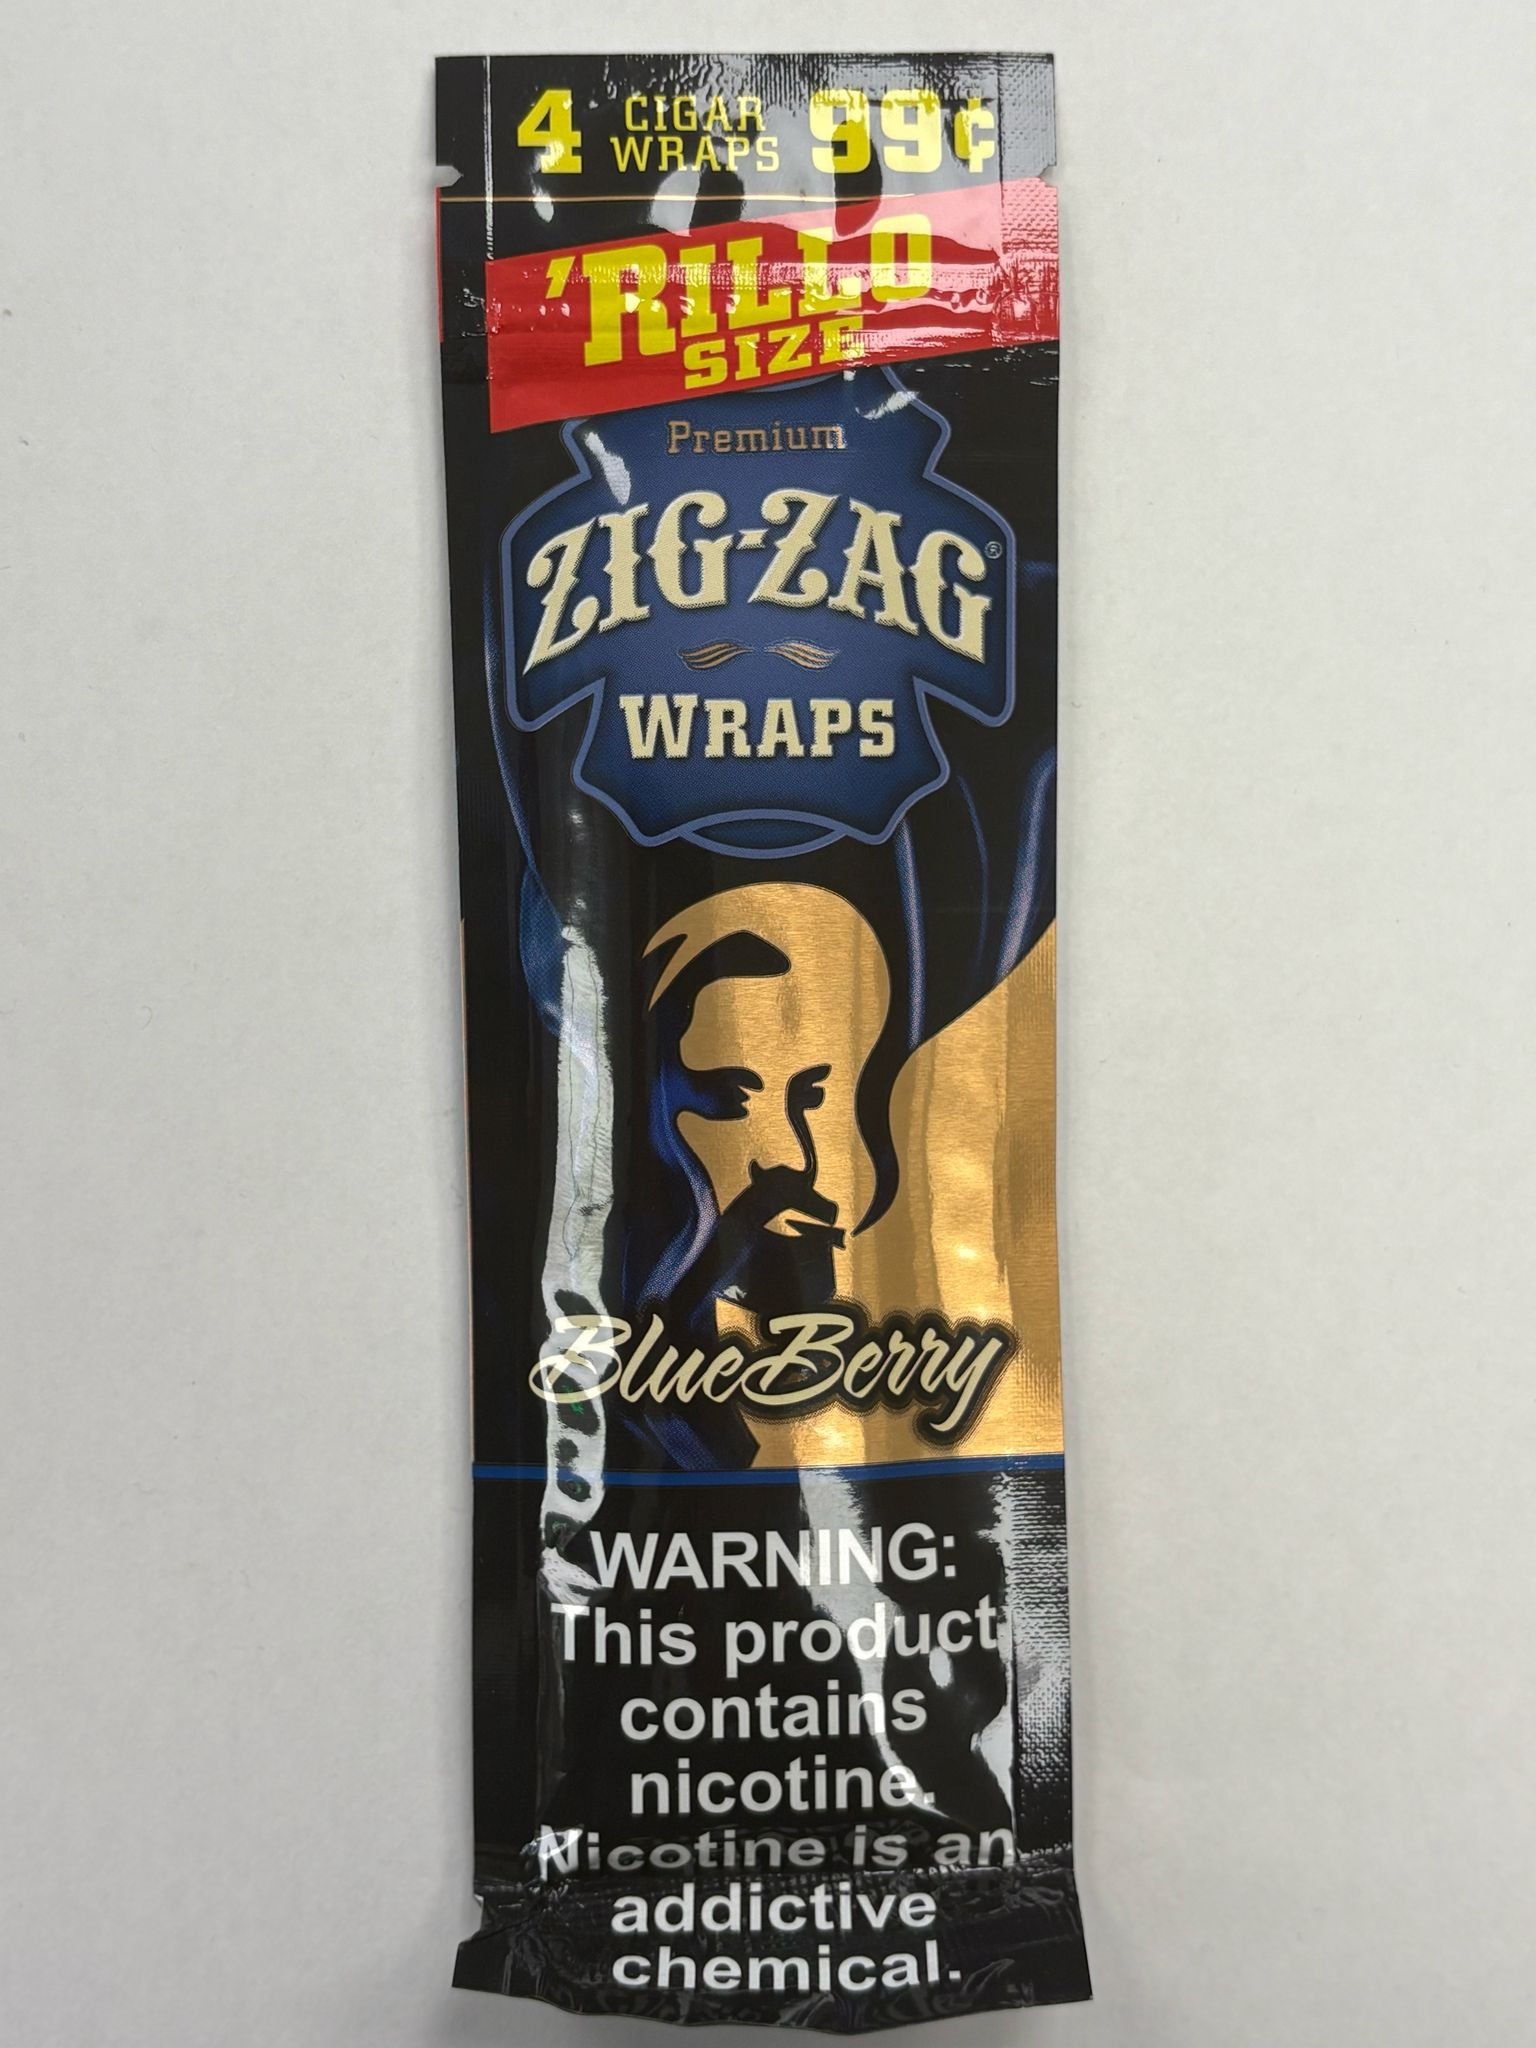 4 CIGAR WRAPS 99¢
'RILLO
SIZE
Premium
ZIG-ZAG®
WRAPS
BlueBerry
WARNING:
This product
contains
nicotine.
Nicotine is an
addictive
chemical.